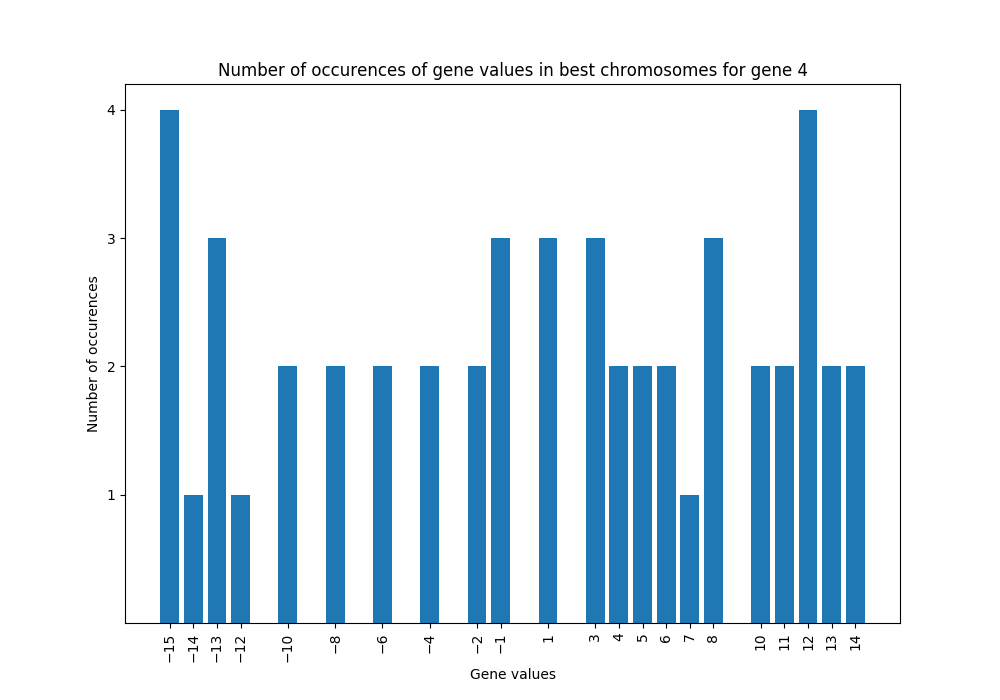 Number of occurences of gene values in best chromosomes for gene 4
4
3
2
1
Number of occurences
−15 −14 −13 −12 −10 −8 −6 −4 −2 −1 1 3 4 5 6 7 8 10 11 12 13 14
Gene values